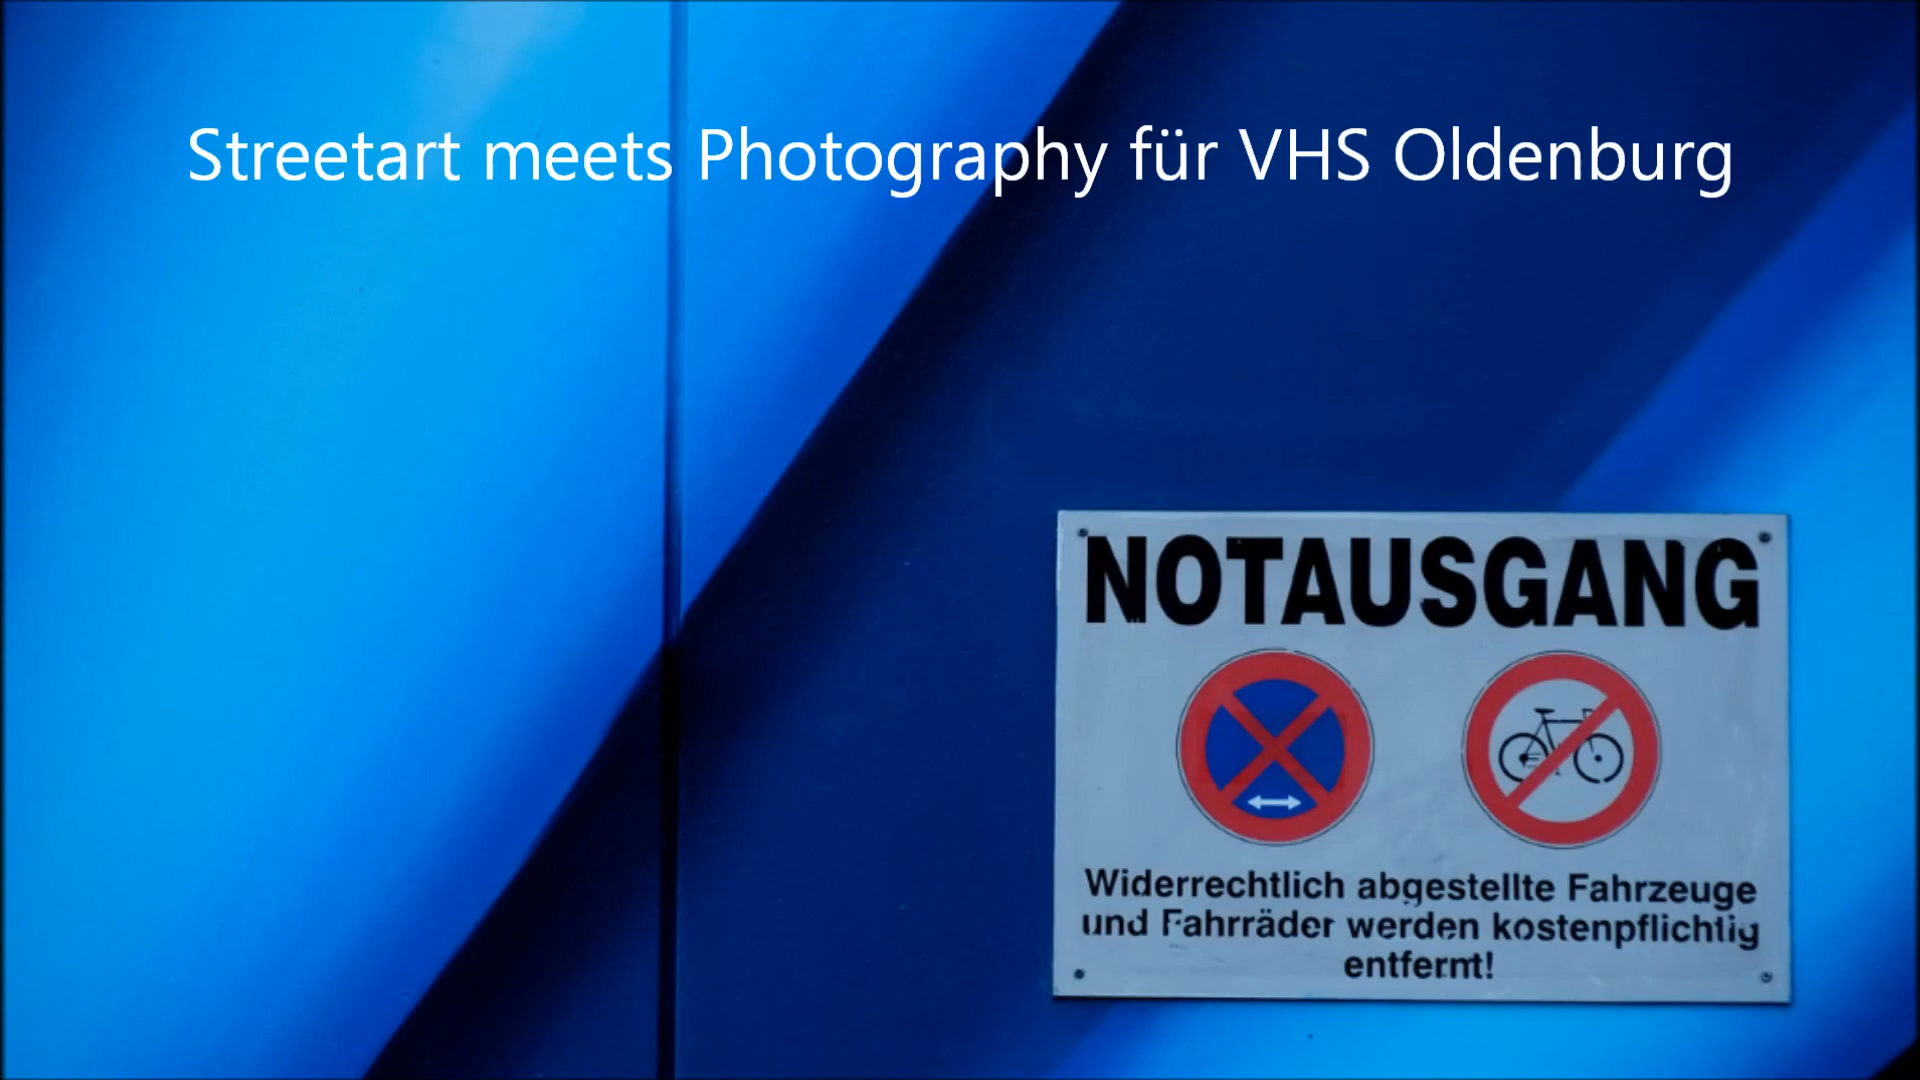 Streetart meets Photography für VHS Oldenburg
NOTAUSGANG
Widerrechtlich abgestellte Fahrzeuge
und Fahrräder werden kostenpflichtig
entfernt!